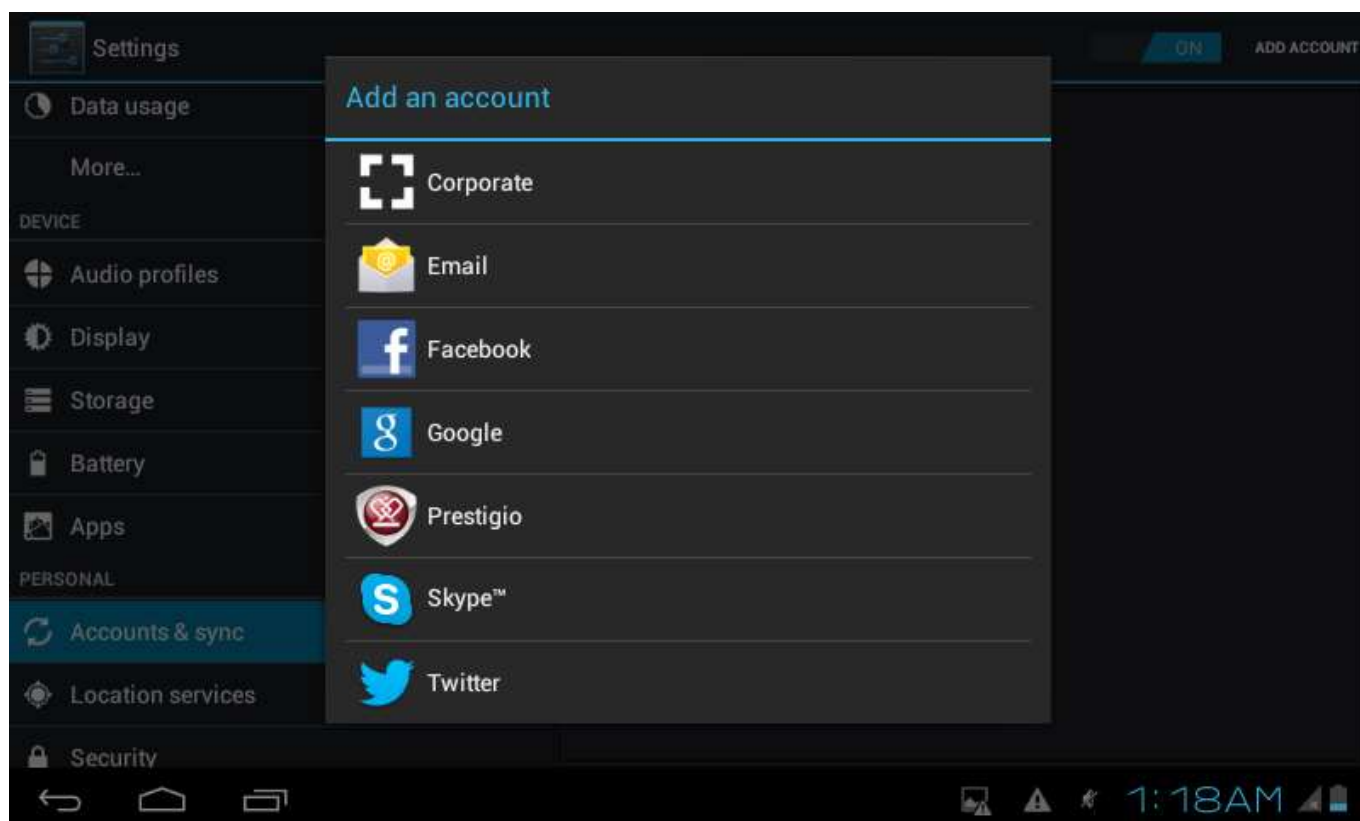 Settings
ON
ADD ACCOUNT
Data usage
More...
DEVICE
Audio profiles
Display
Storage
Battery
Apps
PERSONAL
Accounts & sync
Location services
Security
Add an account
Corporate
Email
Facebook
Google
Prestigio
Skype™
Twitter
1:18AM